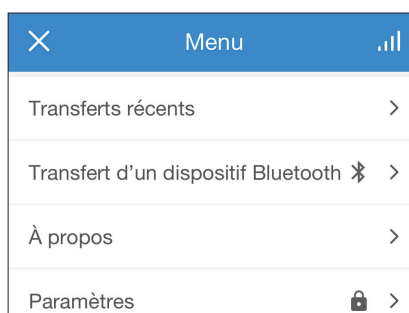 Menu
Transferts récents
Transfert d’un dispositif Bluetooth
À propos
Paramètres